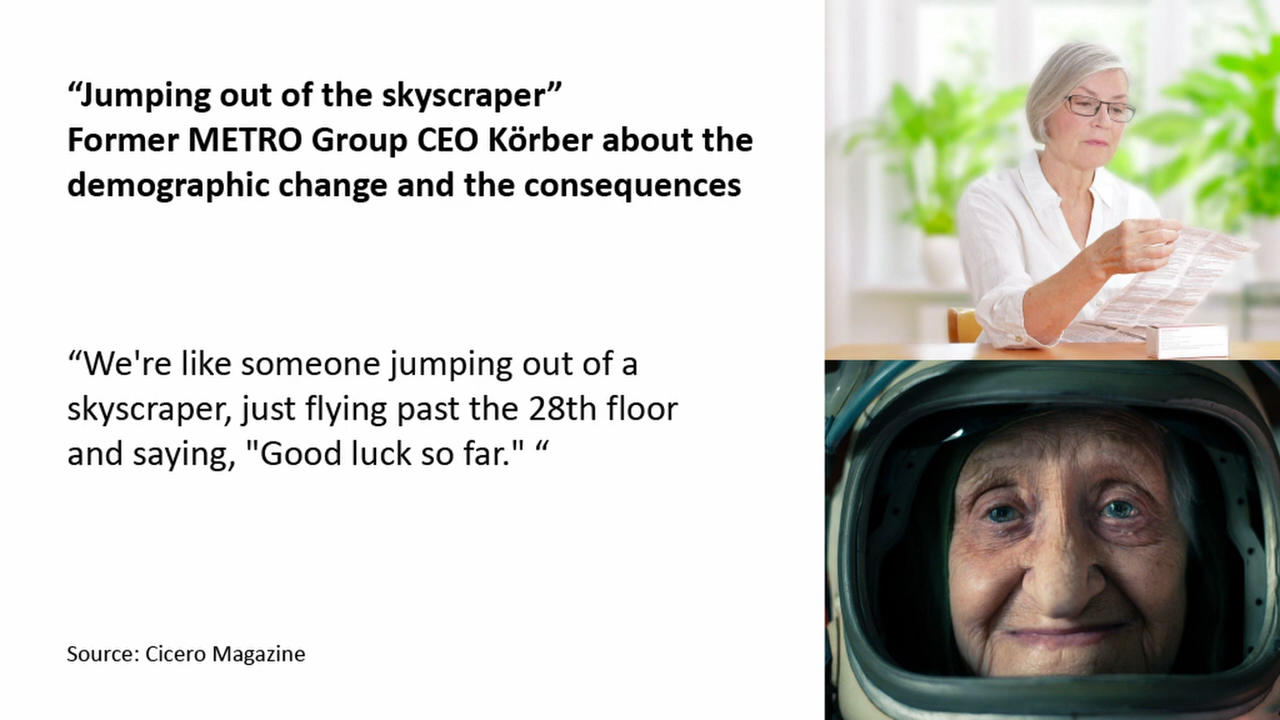 “Jumping out of the skyscraper”
Former METRO Group CEO Körber about the
demographic change and the consequences
“We're like someone jumping out of a
skyscraper, just flying past the 28th floor
and saying, "Good luck so far." “
Source: Cicero Magazine